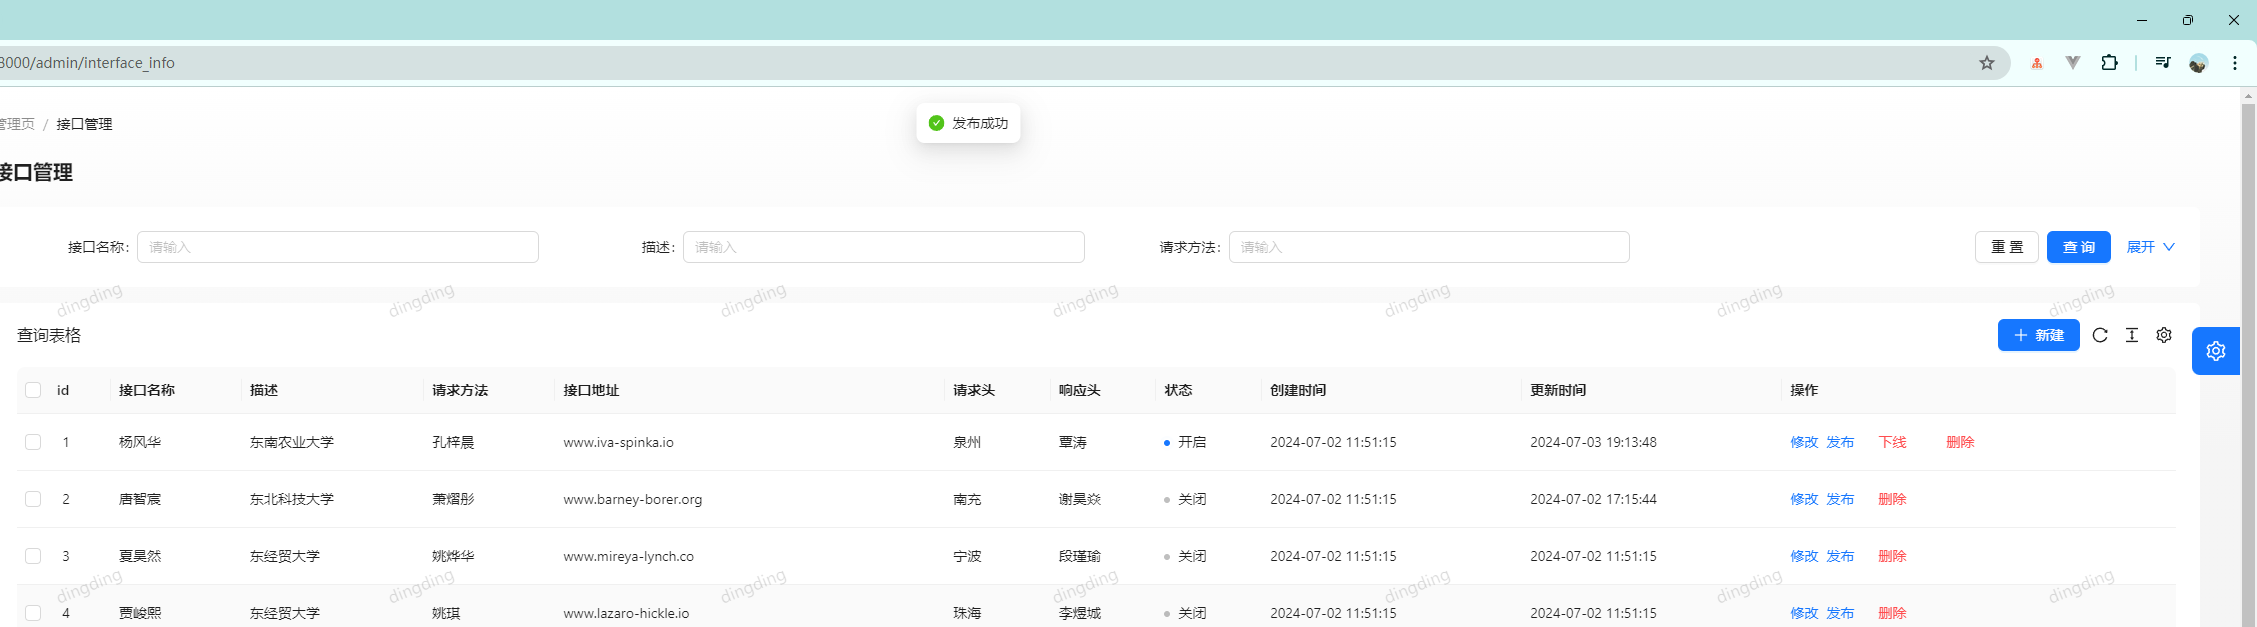 3000/admin/interface_info
管理页 / 接口管理
发布成功
接口管理
接口名称: 请输入 描述: 请输入 请求方法: 请输入 重 置 查 询 展开
dingding dingding dingding dingding dingding dingding dingding
查询表格 + 新建
id 接口名称 描述 请求方法 接口地址 请求头 响应头 状态 创建时间 更新时间 操作
1 杨风华 东南农业大学 孔梓晨 www.iva-spinka.io 泉州 覃涛 开启 2024-07-02 11:51:15 2024-07-03 19:13:48 修改 发布 下线 删除
2 唐智宸 东北科技大学 萧熠彤 www.barney-borer.org 南充 谢昊焱 关闭 2024-07-02 11:51:15 2024-07-02 17:15:44 修改 发布 删除
3 夏昊然 东经贸大学 姚烨华 www.mireya-lynch.co 宁波 段瑾瑜 关闭 2024-07-02 11:51:15 2024-07-02 11:51:15 修改 发布 删除
dingding dingding dingding dingding dingding dingding dingding
4 贾峻熙 东经贸大学 姚琪 www.lazaro-hickle.io 珠海 李煜城 关闭 2024-07-02 11:51:15 2024-07-02 11:51:15 修改 发布 删除